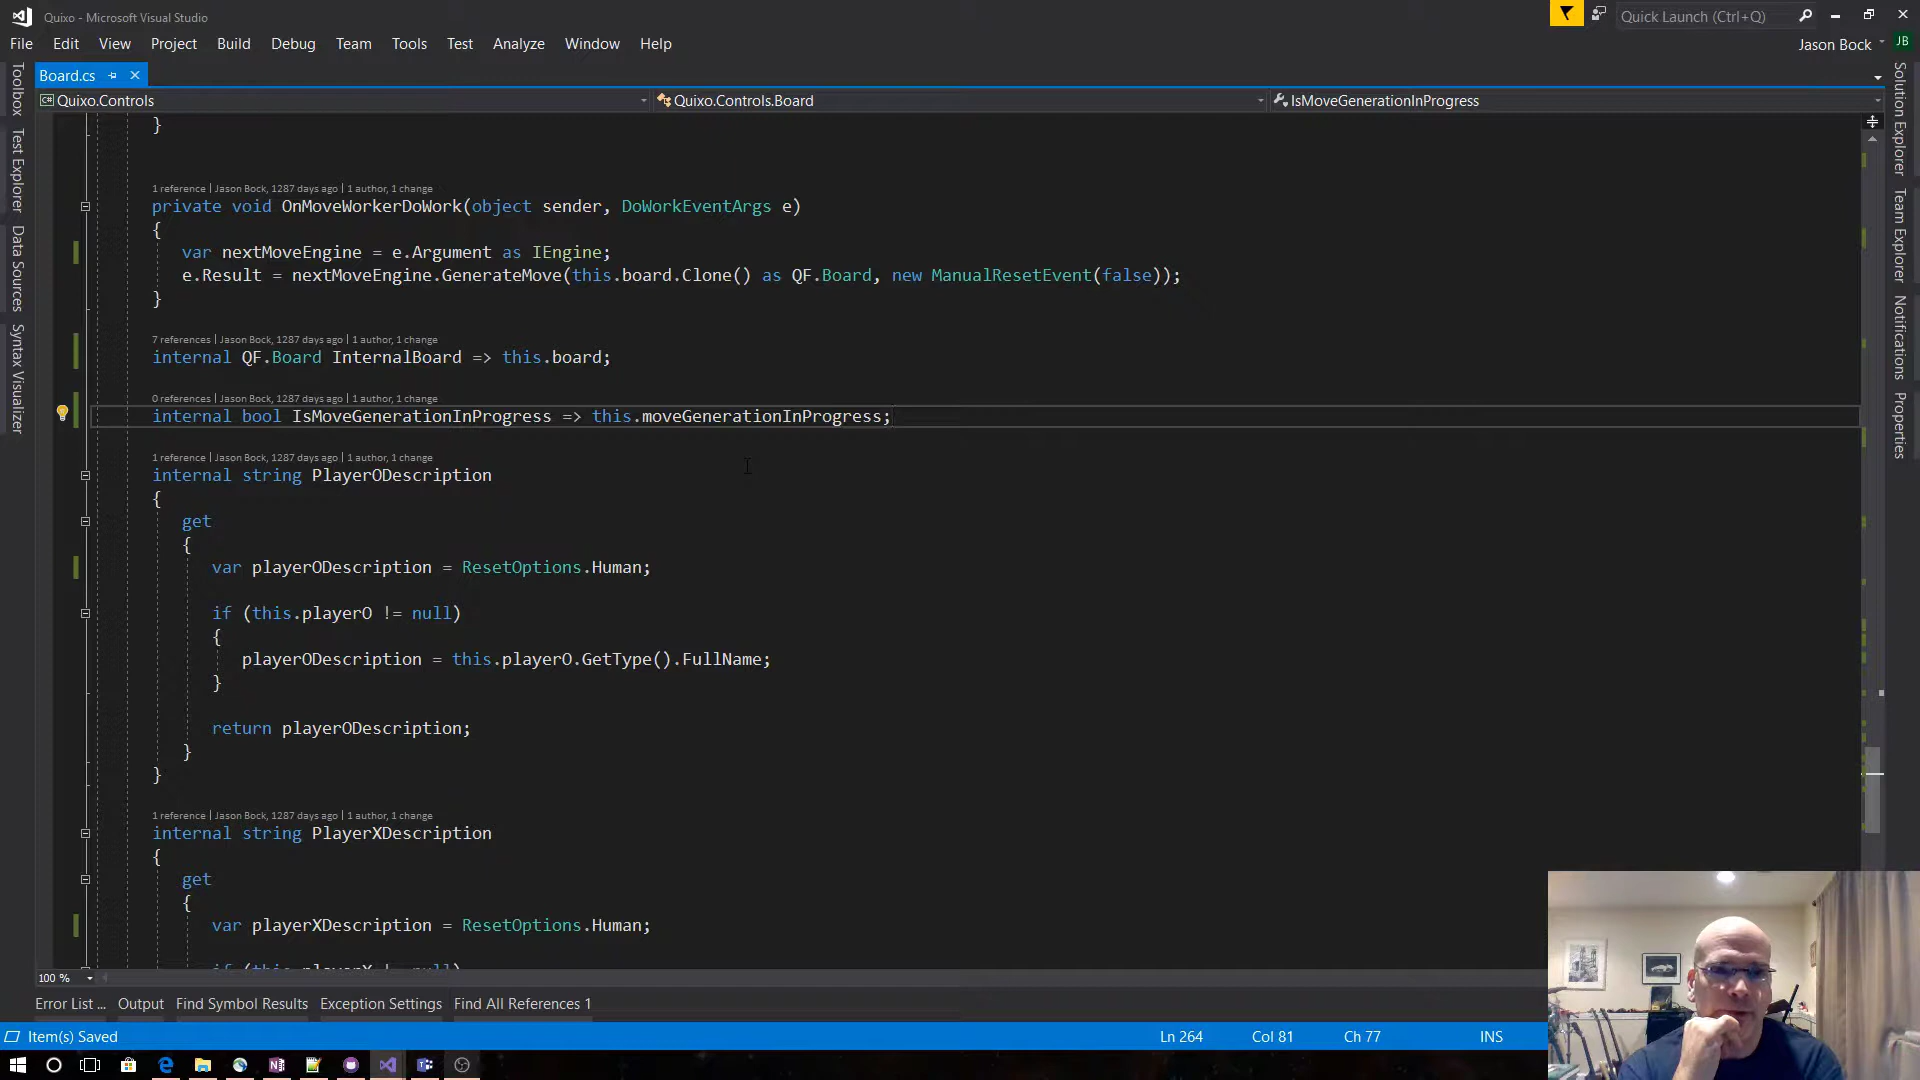 Quixo - Microsoft Visual Studio
Quick Launch (Ctrl+Q)
File Edit View Project Build Debug Team Tools Test Analyze Window Help
Jason Bock JB
Board.cs
Quixo.Controls Quixo.Controls.Board IsMoveGenerationInProgress
Toolbox
Test Explorer
Data Sources
Syntax Visualizer
}
1 reference | Jason Bock, 1287 days ago | 1 author, 1 change
private void OnMoveWorkerDoWork(object sender, DoWorkEventArgs e)
{
var nextMoveEngine = e.Argument as IEngine;
e.Result = nextMoveEngine.GenerateMove(this.board.Clone() as QF.Board, new ManualResetEvent(false));
}
7 references | Jason Bock, 1287 days ago | 1 author, 1 change
internal QF.Board InternalBoard => this.board;
0 references | Jason Bock, 1287 days ago | 1 author, 1 change
internal bool IsMoveGenerationInProgress => this.moveGenerationInProgress;
1 reference | Jason Bock, 1287 days ago | 1 author, 1 change
internal string PlayerODescription
{
get
{
var playerODescription = ResetOptions.Human;
if (this.playerO != null)
{
playerODescription = this.playerO.GetType().FullName;
}
return playerODescription;
}
}
1 reference | Jason Bock, 1287 days ago | 1 author, 1 change
internal string PlayerXDescription
{
get
{
var playerXDescription = ResetOptions.Human;
if (this.playerX != null)
Solution Explorer
Team Explorer
Notifications
Properties
100 %
Error List ... Output Find Symbol Results Exception Settings Find All References 1
Item(s) Saved Ln 264 Col 81 Ch 77 INS